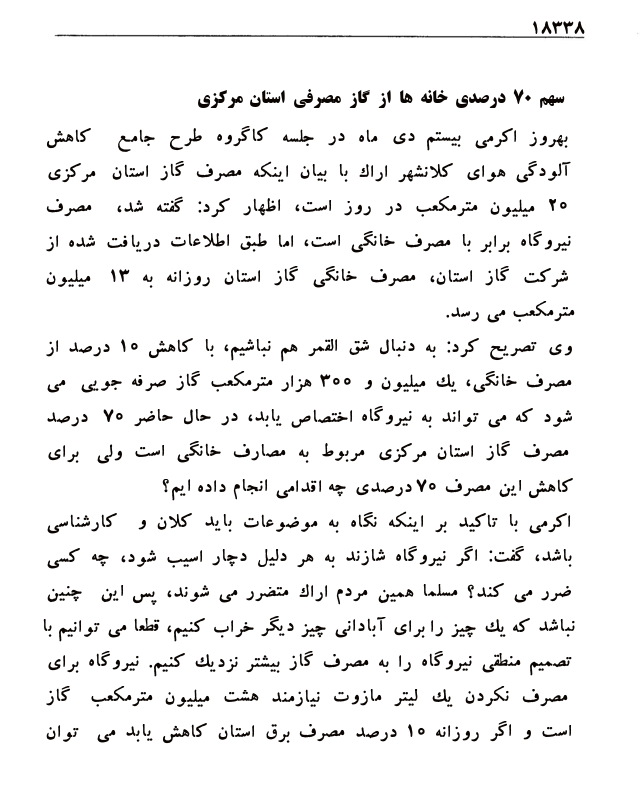 ۱۸۳۳۸
سهم ۷۰ درصدی خانه ها از گاز مصرفی استان مرکزی
بهروز اکرمی بیستم دی ماه در جلسه کاگروه طرح جامع کاهش
آلودگی هوای کلانشهر اراك با بیان اینکه مصرف گاز استان مرکزی
۲۰ میلیون مترمکعب در روز است، اظهار کرد: گفته شد، مصرف
نیروگاه برابر با مصرف خانگی است، اما طبق اطلاعات دریافت شده از
شرکت گاز استان، مصرف خانگی گاز استان روزانه به ۱۳ میلیون
مترمکعب می رسد.
وی تصریح کرد: به دنبال شق القمر هم نباشیم، با کاهش ۱۰ درصد از
مصرف خانگی، یك میلیون و ۳۰۰ هزار مترمکعب گاز صرفه جویی می
شود که می تواند به نیروگاه اختصاص یابد، در حال حاضر ۷۰ درصد
مصرف گاز استان مرکزی مربوط به مصارف خانگی است ولی برای
کاهش این مصرف ۷۰ درصدی چه اقدامی انجام داده ایم؟
اکرمی با تاکید بر اینکه نگاه به موضوعات باید کلان و کارشناسی
باشد، گفت: اگر نیروگاه شازند به هر دلیل دچار اسیب شود، چه کسی
ضرر می کند؟ مسلما همین مردم اراك متضرر می شوند، پس این چنین
نباشد که یك چیز را برای آبادانی چیز دیگر خراب کنیم، قطعا می توانیم با
تصمیم منطقی نیروگاه را به مصرف گاز بیشتر نزدیك کنیم. نیروگاه برای
مصرف نکردن یك لیتر مازوت نیازمند هشت میلیون مترمکعب گاز
است و اگر روزانه ۱۰ درصد مصرف برق استان کاهش یابد می توان